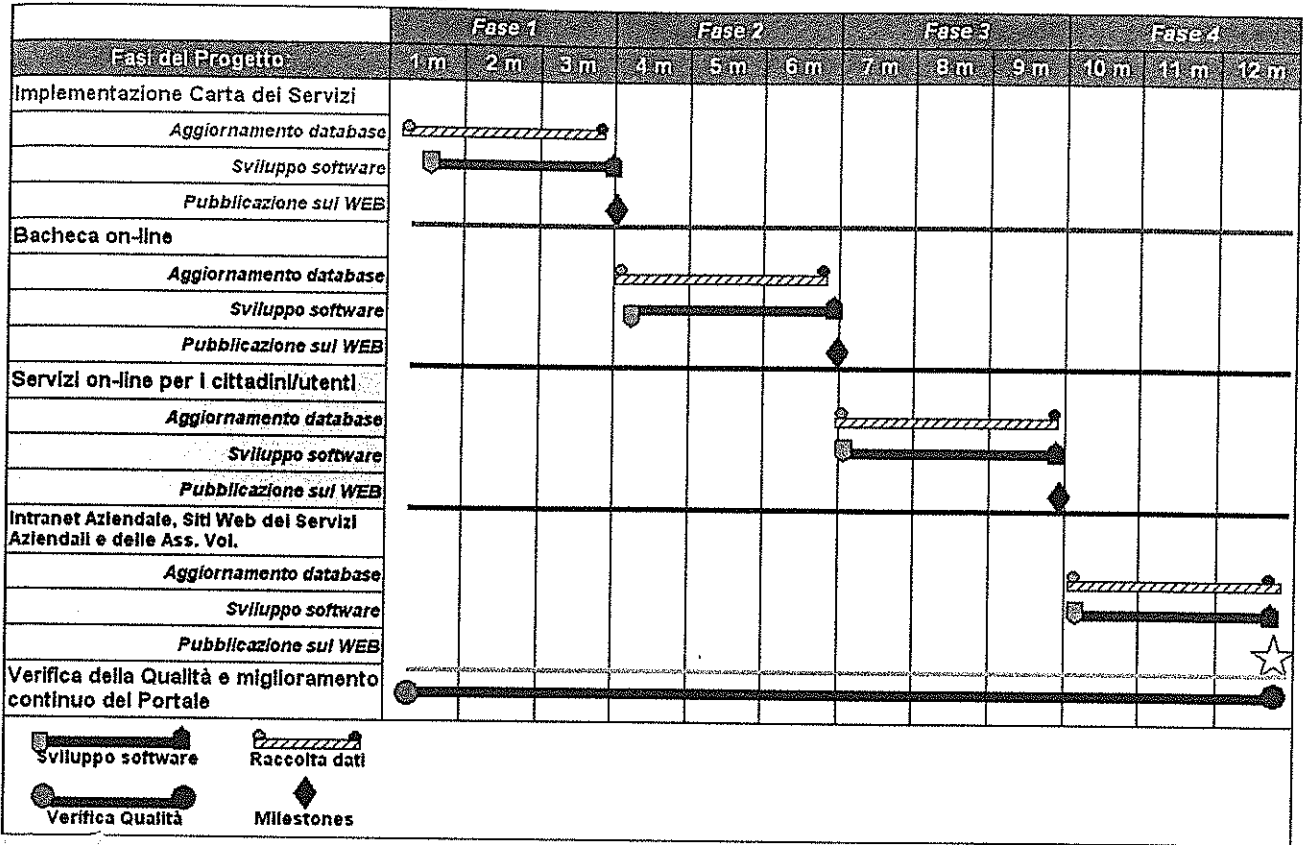 Fase 1 Fase 2 Fase 3 Fase 4
Fasi del Progetto 1 m 2 m 3 m 4 m 5 m 6 m 7 m 8 m 9 m 10 m 11 m 12 m
Implementazione Carta dei Servizi
Aggiornamento database
Sviluppo software
Pubblicazione sul WEB
Bacheca on-line
Aggiornamento database
Sviluppo software
Pubblicazione sul WEB
Servizi on-line per i cittadini/utenti
Aggiornamento database
Sviluppo software
Pubblicazione sul WEB
Intranet Aziendale, Siti Web dei Servizi
Aziendali e delle Ass. Vol.
Aggiornamento database
Sviluppo software
Pubblicazione sul WEB
Verifica della Qualità e miglioramento
continuo del Portale
Sviluppo software Raccolta dati
Verifica Qualità Milestones